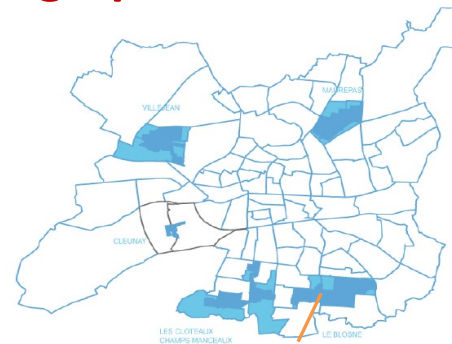 MAUREPAS
VILLEJEAN
CLEUNAY
LES CLOTEAUX
CHAMPS MANCEAUX
LE BLOSNE